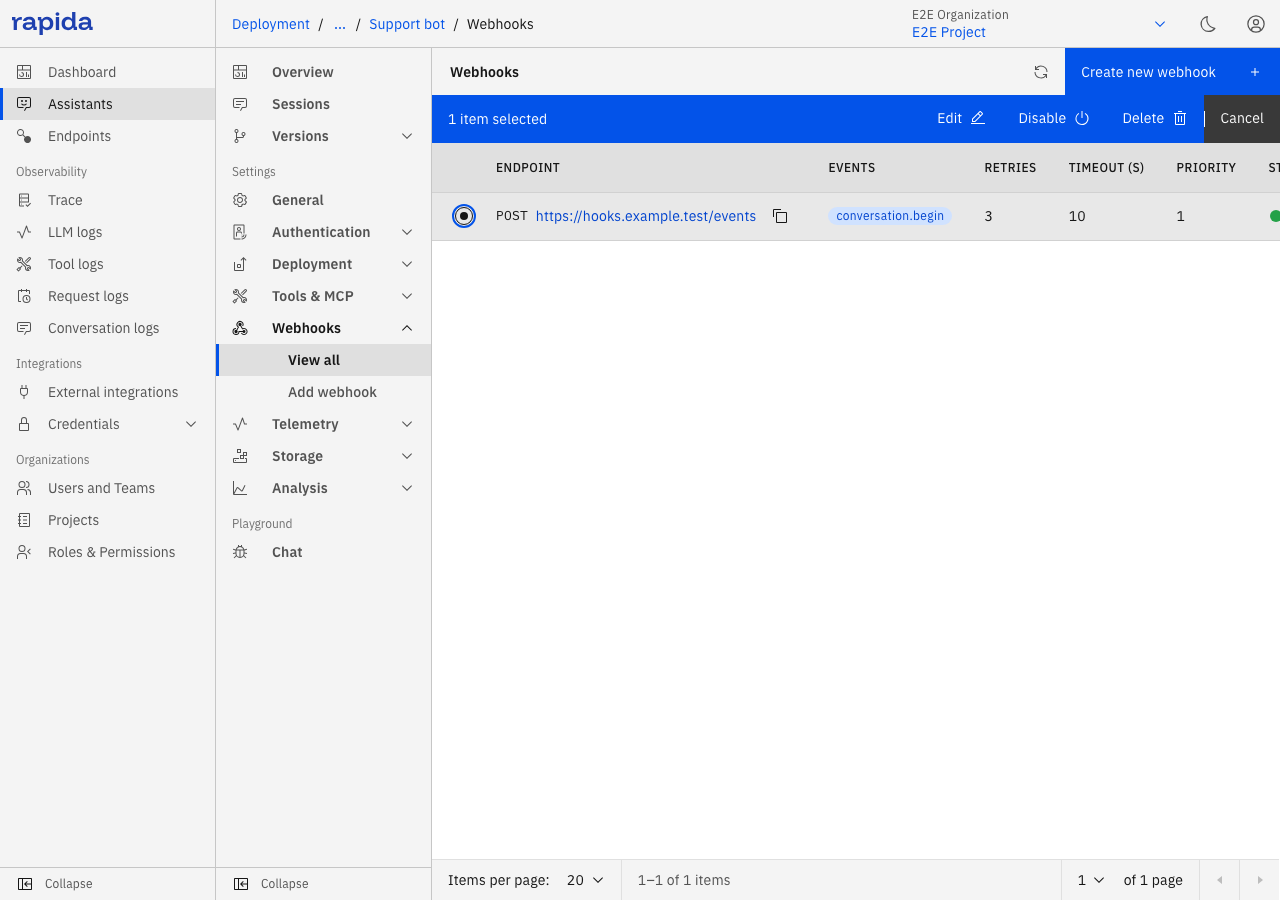 rapida
Deployment / ... / Support bot / Webhooks
E2E Organization
E2E Project
Dashboard
Assistants
Endpoints
Observability
Trace
LLM logs
Tool logs
Request logs
Conversation logs
Integrations
External integrations
Credentials
Organizations
Users and Teams
Projects
Roles & Permissions
Collapse
Overview
Sessions
Versions
Settings
General
Authentication
Deployment
Tools & MCP
Webhooks
View all
Add webhook
Telemetry
Storage
Analysis
Playground
Chat
Collapse
Webhooks
Create new webhook +
1 item selected
Edit
Disable
Delete
Cancel
ENDPOINT EVENTS RETRIES TIMEOUT (S) PRIORITY ST
POST https://hooks.example.test/events conversation.begin 3 10 1
Items per page: 20 1–1 of 1 items 1 of 1 page